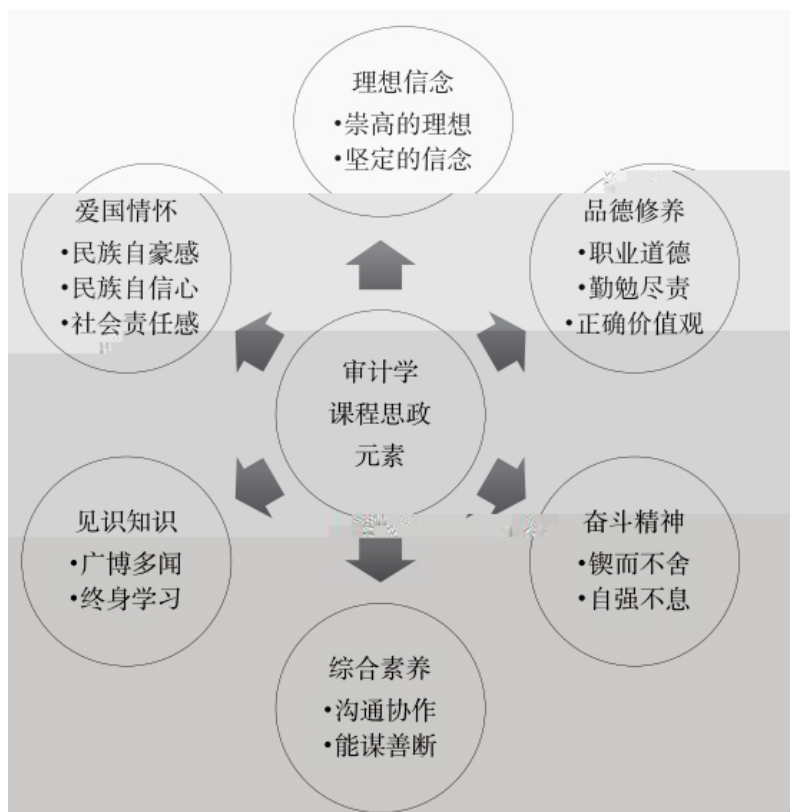 理想信念
•崇高的理想
•坚定的信念
爱国情怀
•民族自豪感
•民族自信心
•社会责任感
品德修养
•职业道德
•勤勉尽责
•正确价值观
审计学
课程思政
元素
见识知识
•广博多闻
•终身学习
奋斗精神
•锲而不舍
•自强不息
综合素养
•沟通协作
•能谋善断